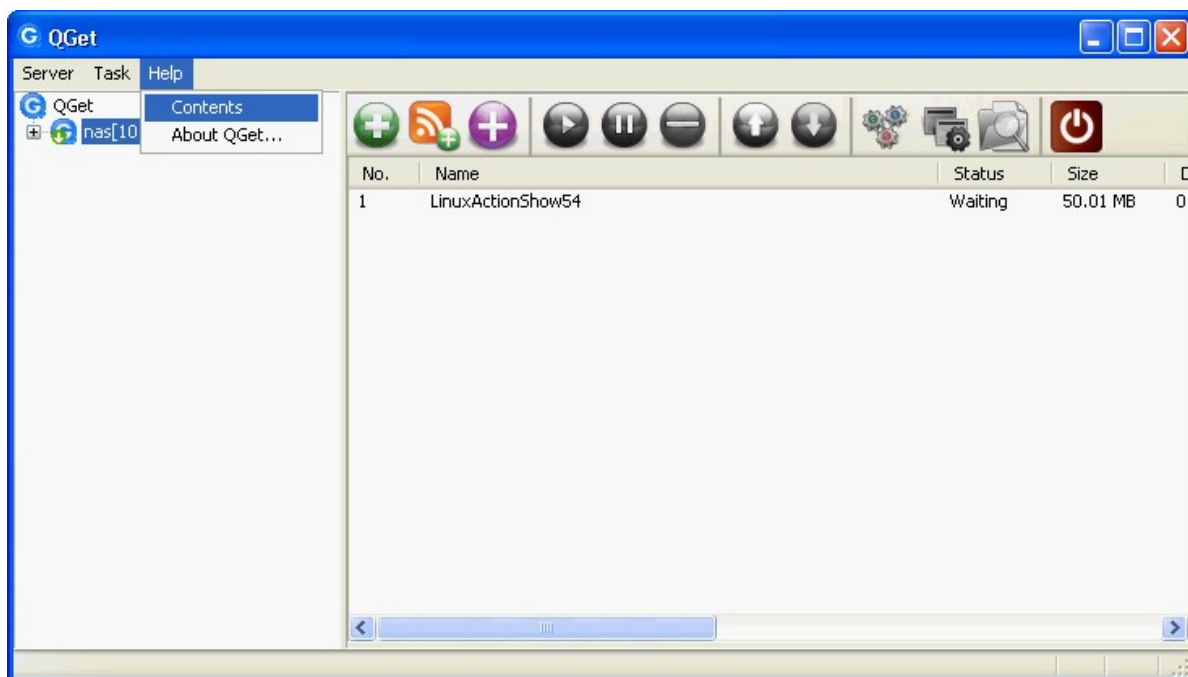 QGet
Server Task Help
QGet
nas[10
Contents
About QGet...
No. Name Status Size D
1 LinuxActionShow54 Waiting 50.01 MB 0